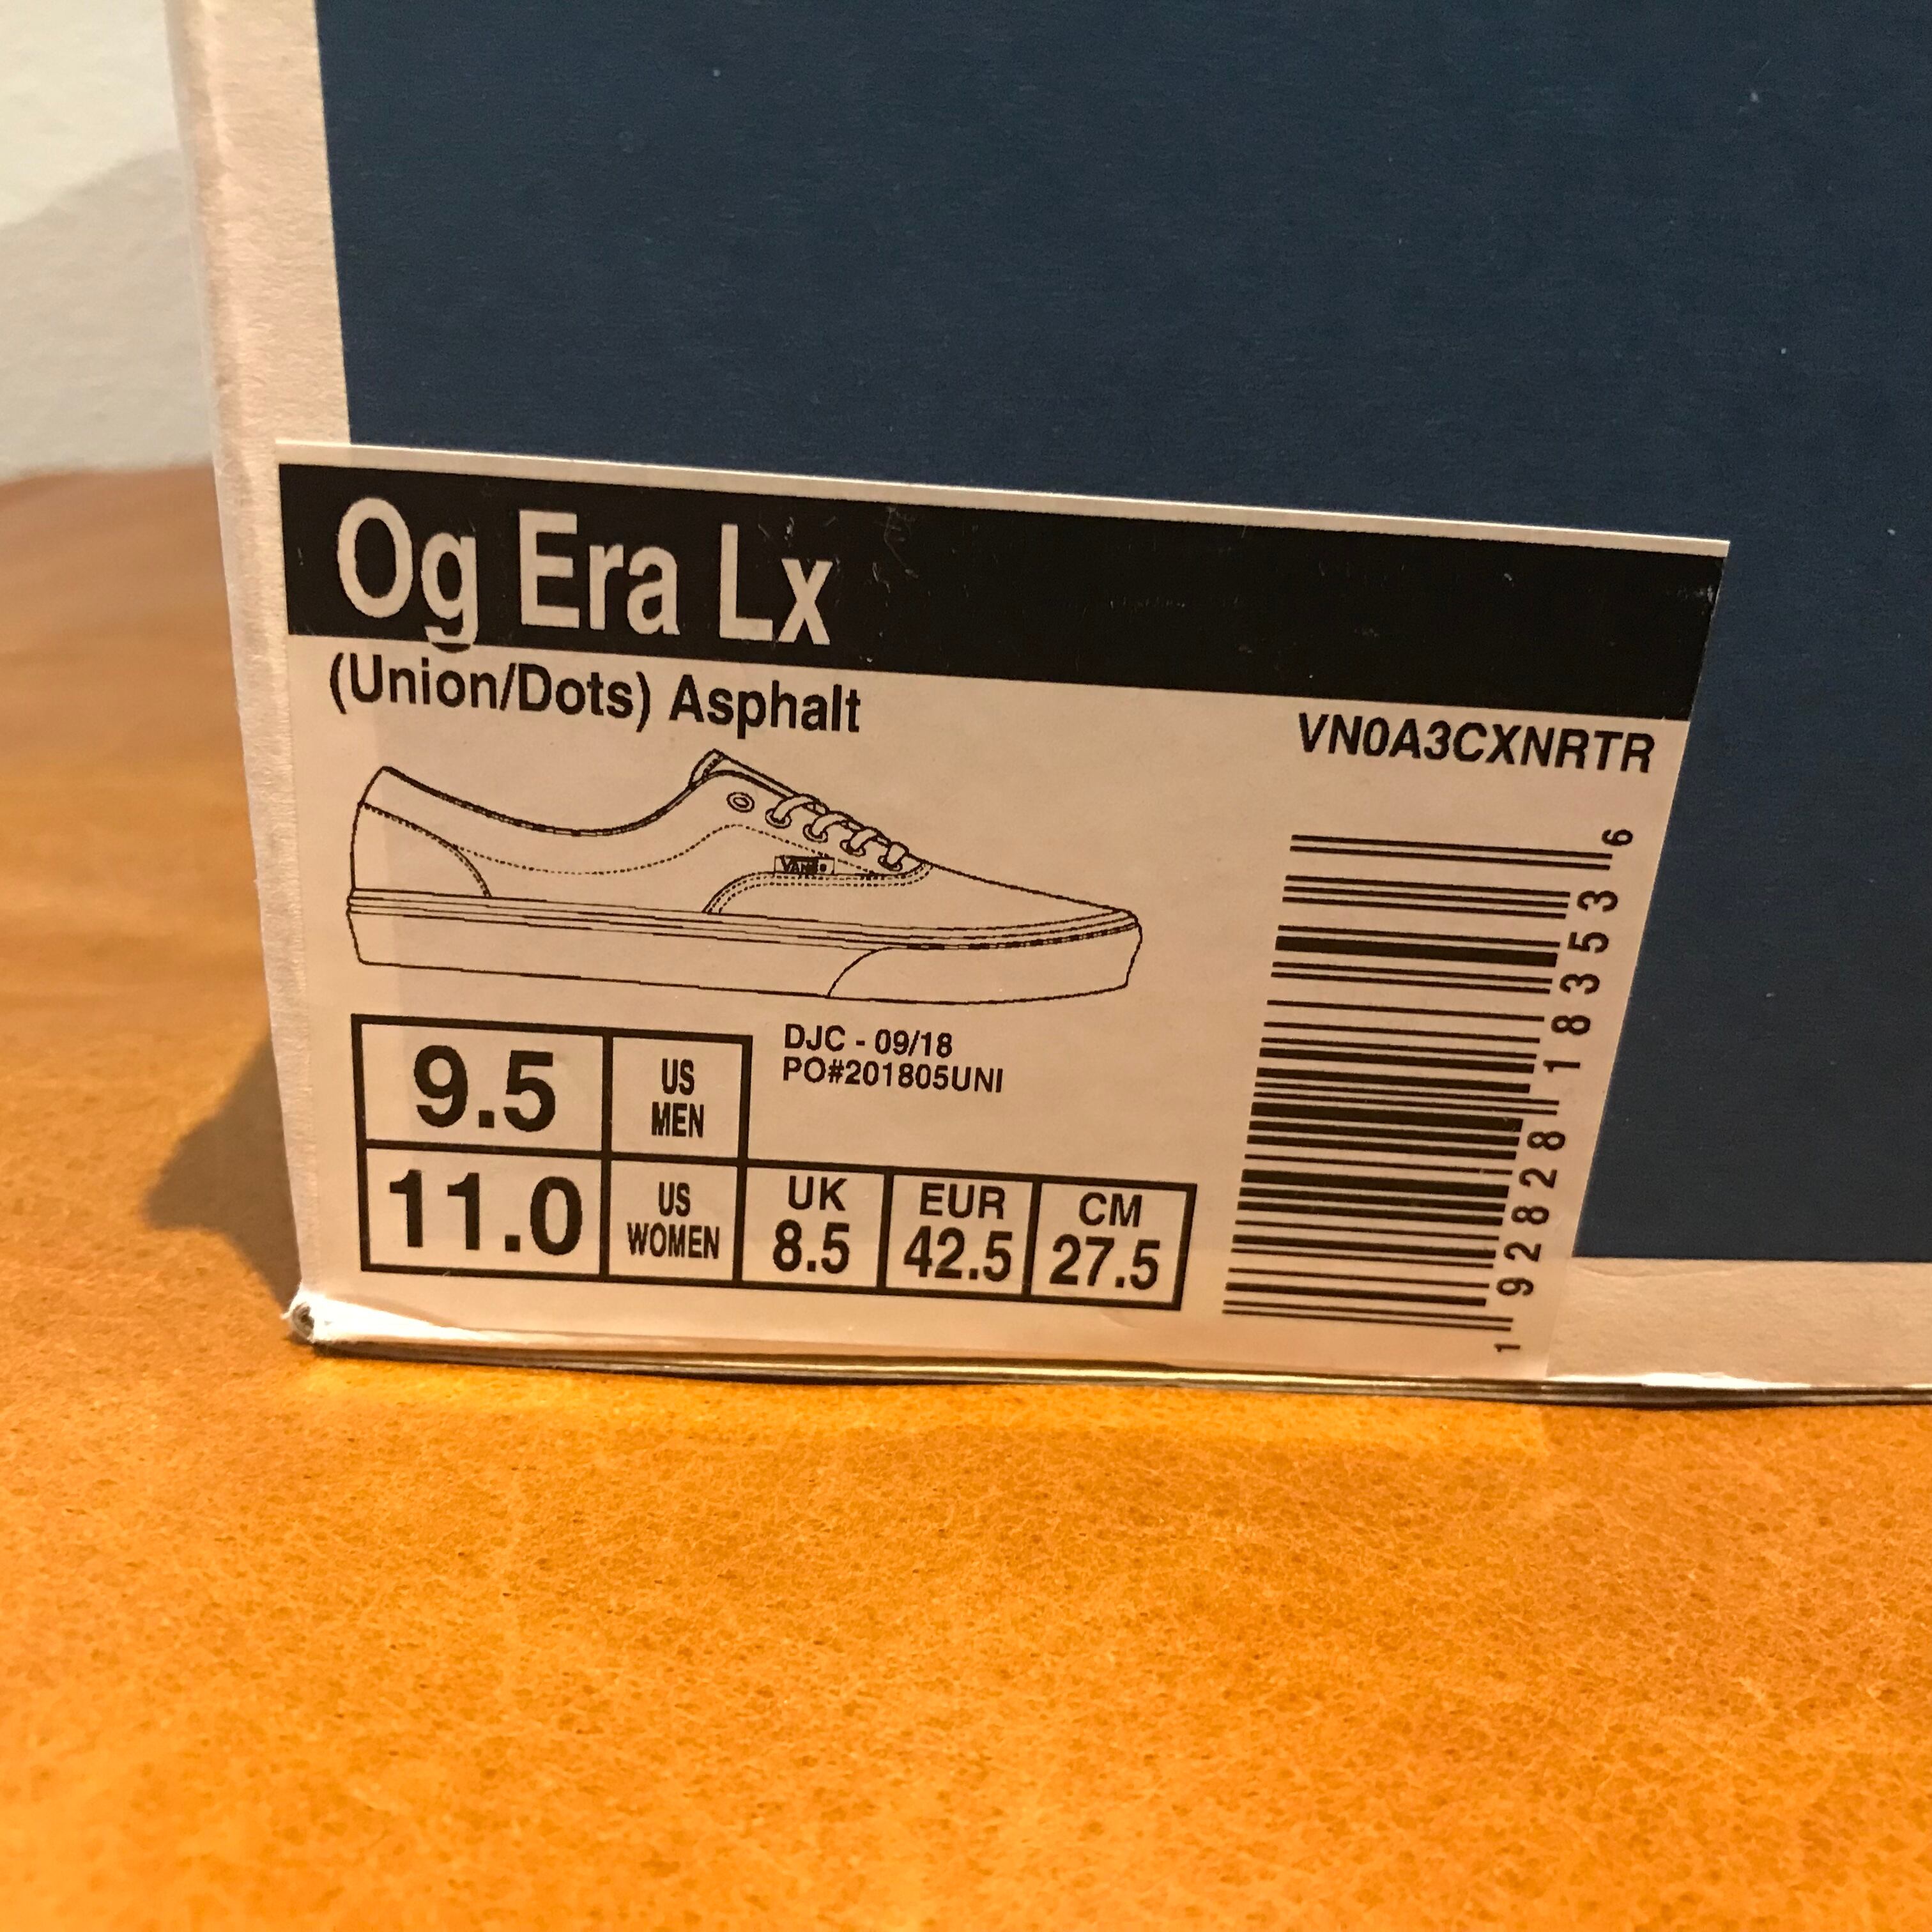 Og Era Lx
(Union/Dots) Asphalt
VN0A3CXNRTR
VANS
DJC - 09/18
PO#201805UNI
9.5 US MEN
11.0 US WOMEN
UK 8.5
EUR 42.5
CM 27.5
1 92828 18353 6